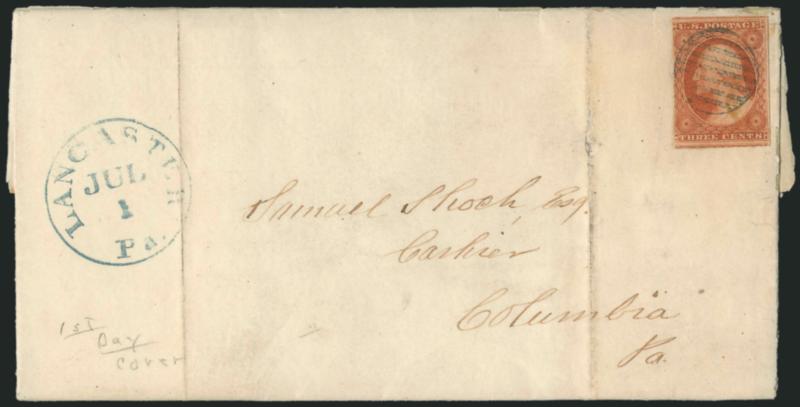 U.S. POSTAGE
THREE CENTS
LANCASTER
JUL
1
Pa.
Samuel Shoch, Esq.
Cashier
Columbia
Pa.
1st
Day
Cover